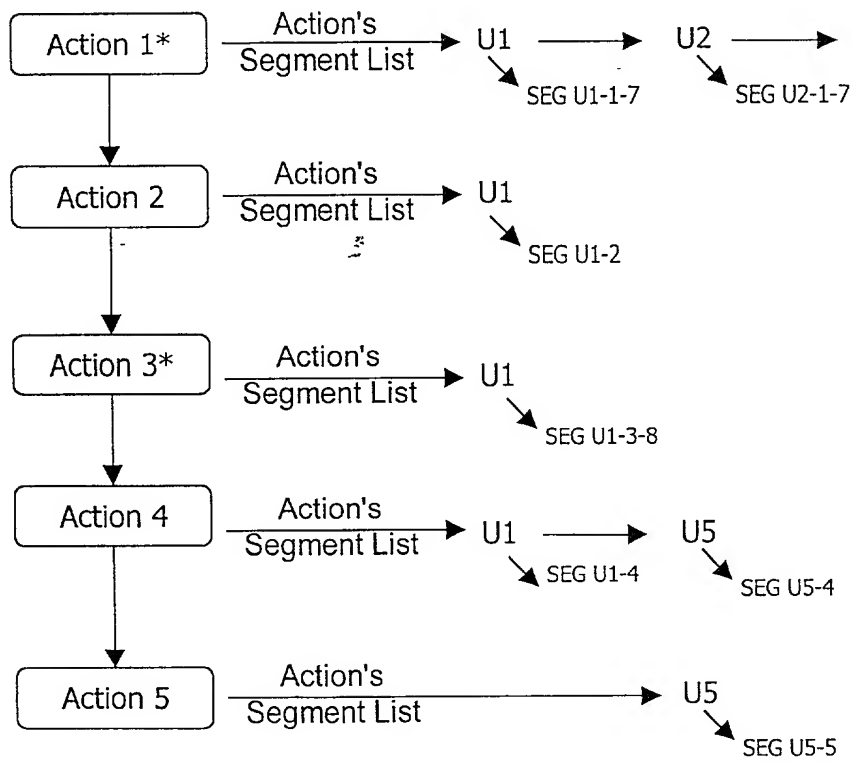 Action 1*
Action's
Segment List
U1
U2
SEG U1-1-7
SEG U2-1-7
Action 2
Action's
Segment List
U1
SEG U1-2
Action 3*
Action's
Segment List
U1
SEG U1-3-8
Action 4
Action's
Segment List
U1
U5
SEG U1-4
SEG U5-4
Action 5
Action's
Segment List
U5
SEG U5-5